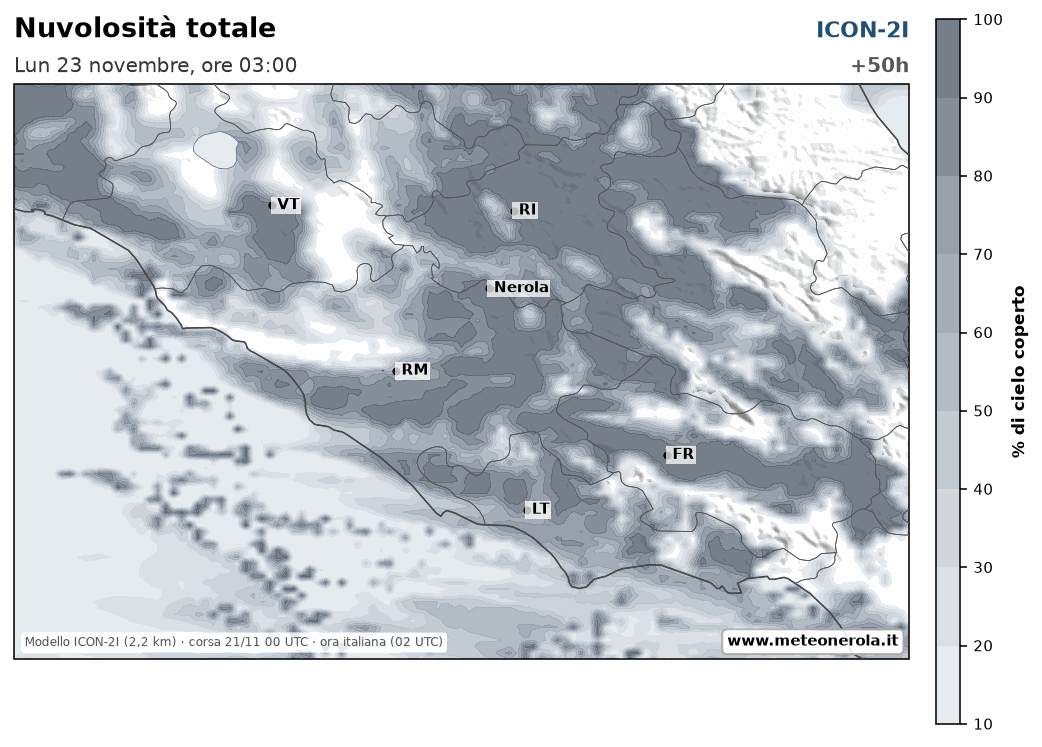 Nuvolosità totale
ICON-2I
Lun 23 novembre, ore 03:00
+50h
VT
RI
Nerola
RM
FR
LT
Modello ICON-2I (2,2 km) · corsa 21/11 00 UTC · ora italiana (02 UTC)
www.meteonerola.it
100
90
80
70
60
50
40
30
20
10
% di cielo coperto